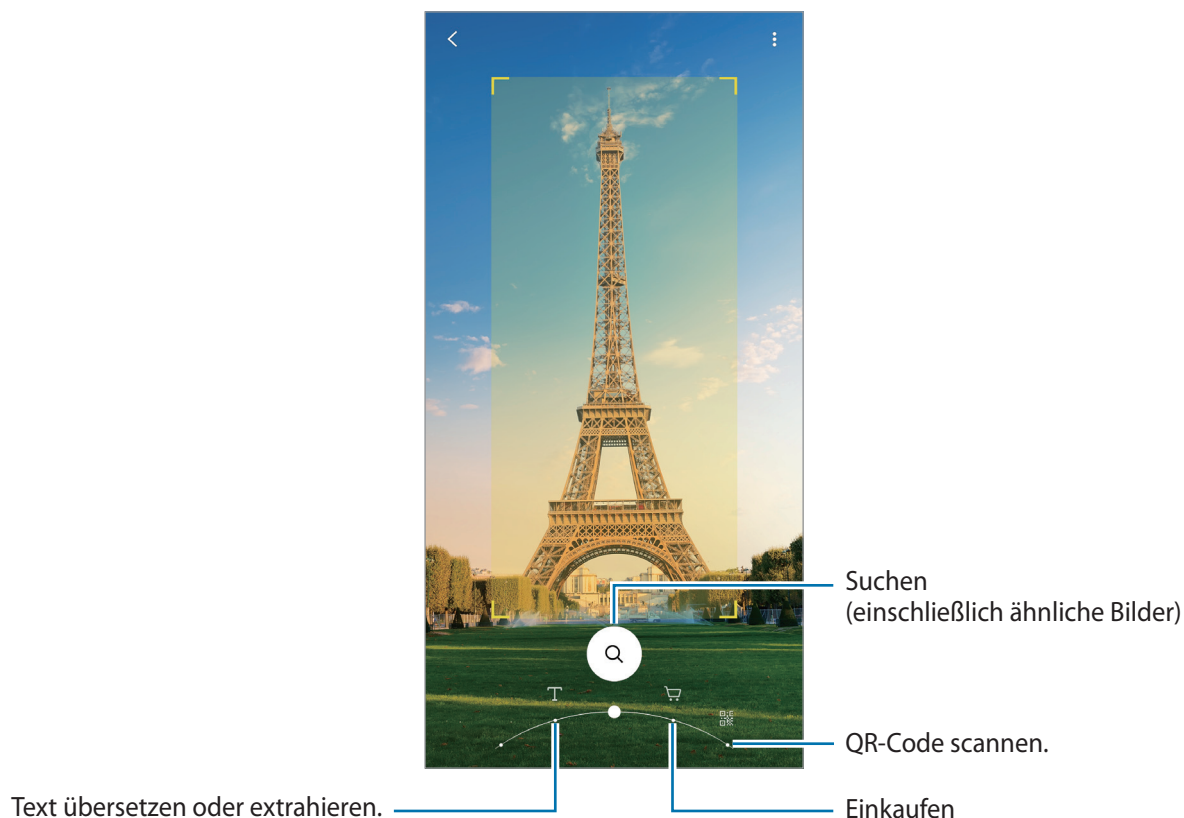 Suchen
(einschließlich ähnliche Bilder)
QR-Code scannen.
Text übersetzen oder extrahieren.
Einkaufen